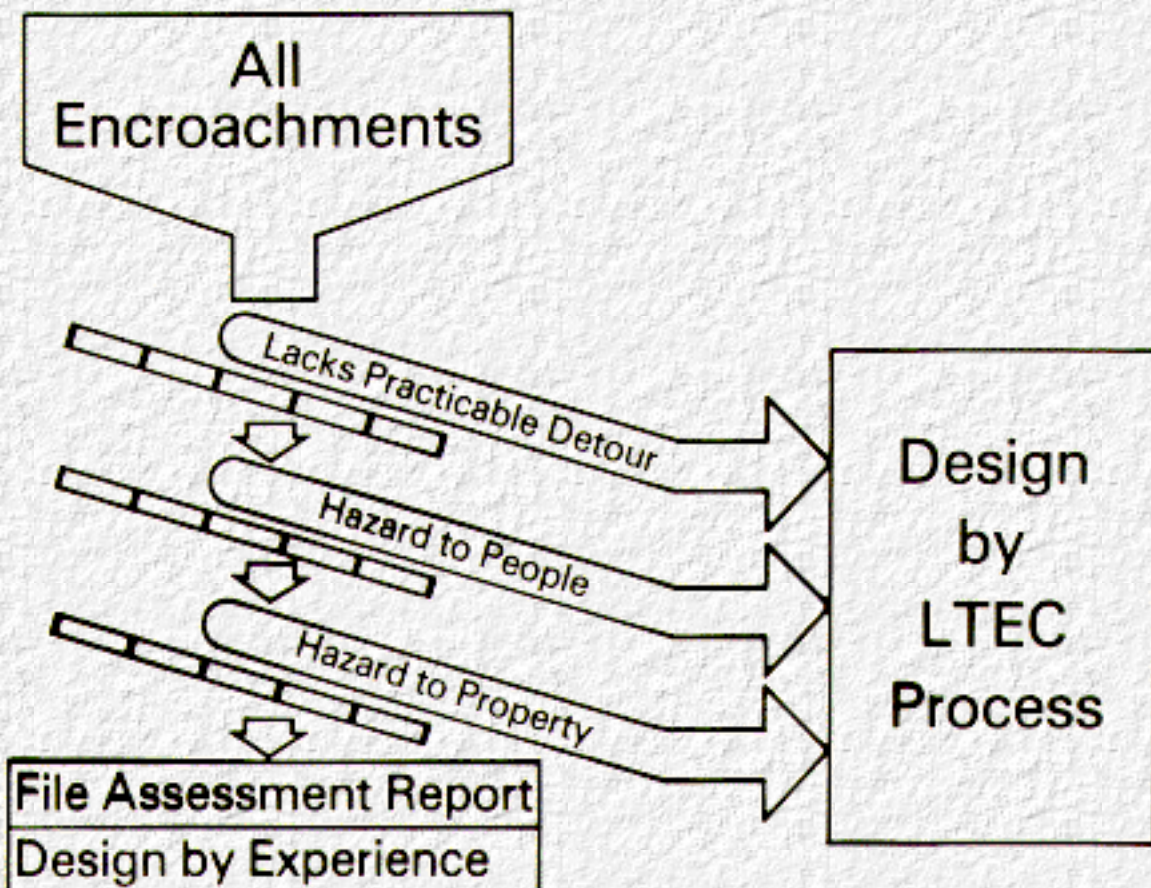 All
Encroachments
Lacks Practicable Detour
Hazard to People
Hazard to Property
Design
by
LTEC
Process
File Assessment Report
Design by Experience